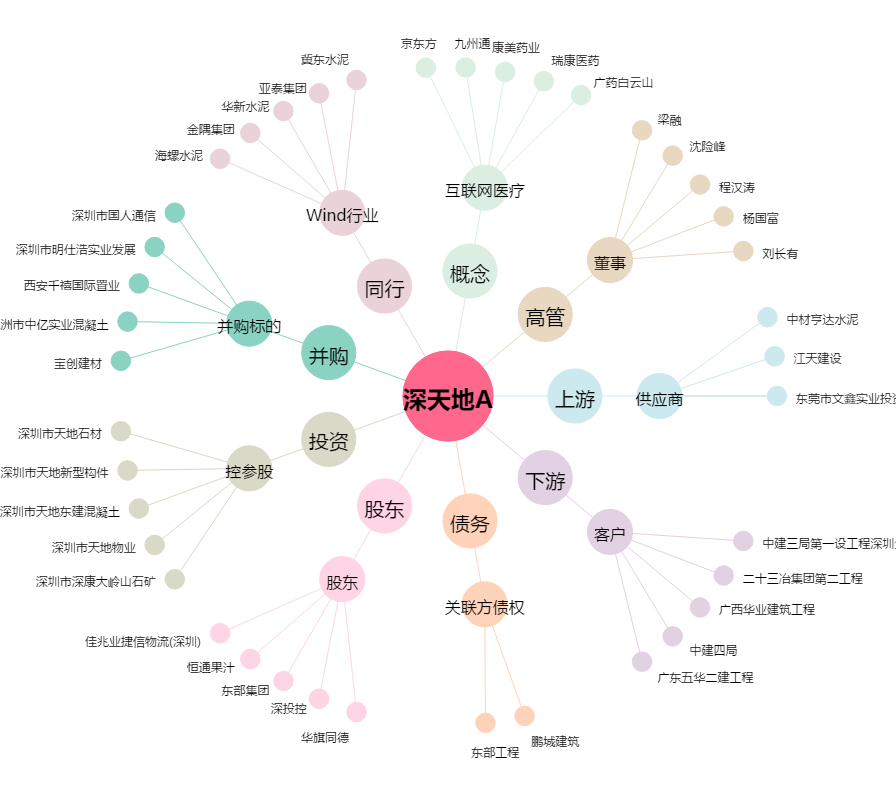 京东方
九州通
康美药业
瑞康医药
广药白云山
互联网医疗
概念
梁融
沈险峰
程汉涛
杨国富
刘长有
董事
高管
中材亨达水泥
江天建设
东莞市文鑫实业投资
供应商
上游
深天地A
下游
客户
中建三局第一设工程深圳
二十三冶集团第二工程
广西华业建筑工程
中建四局
广东五华二建工程
债务
关联方债权
鹏城建筑
东部工程
股东
股东
佳兆业捷信物流(深圳)
恒通果汁
东部集团
深投控
华旗同德
投资
控参股
深圳市天地石材
深圳市天地新型构件
深圳市天地东建混凝土
深圳市天地物业
深圳市深康大岭山石矿
并购
并购标的
深圳市国人通信
深圳市明仕浩实业发展
西安千禧国际置业
洲市中亿实业混凝土
宝创建材
同行
Wind行业
冀东水泥
亚泰集团
华新水泥
金隅集团
海螺水泥